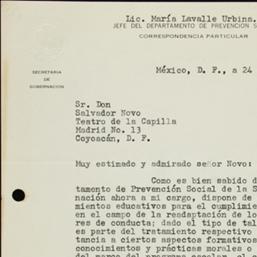 Lic. María Lavalle Urbina.
JEFE DEL DEPARTAMENTO DE PREVENCION S
CORRESPONDENCIA PARTICULAR
SECRETARIA
DE
GOBERNACION
México, D. F., a 24
Sr. Don
Salvador Novo
Teatro de la Capilla
Madrid No. 13
Coyoacán, D. F.
Muy estimado y admirado señor Novo:
Como es bien sabido d
tamento de Prevención Social de la S
nación ahora a mi cargo, dispone de
mientos educativos para el cumplimie
en el campo de la readaptación de lo
res de conducta; dado el tipo de tal
es parte del tratamiento respectivo
tancia a ciertos aspectos formativos
conocimientos y prácticas morales o